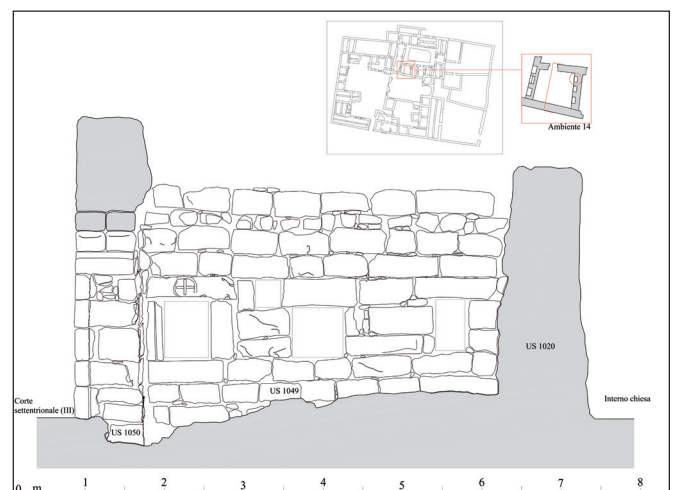 Ambiente 14
US 1020
US 1049
Corte
settentrionale (III)
Interno chiesa
US 1050
0 m 1 2 3 4 5 6 7 8